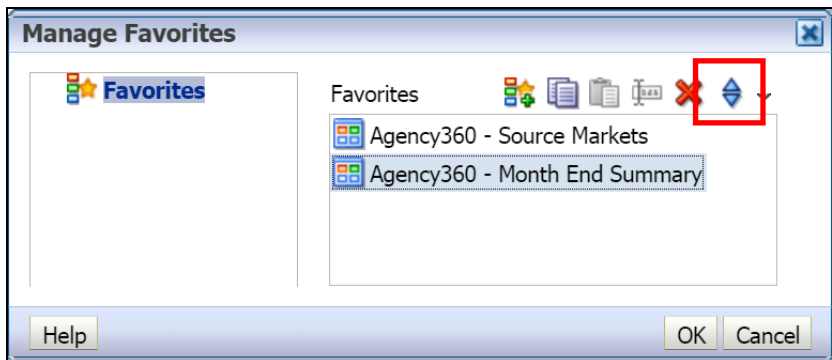 Manage Favorites
Favorites
Favorites
Agency360 - Source Markets
Agency360 - Month End Summary
Help
OK
Cancel